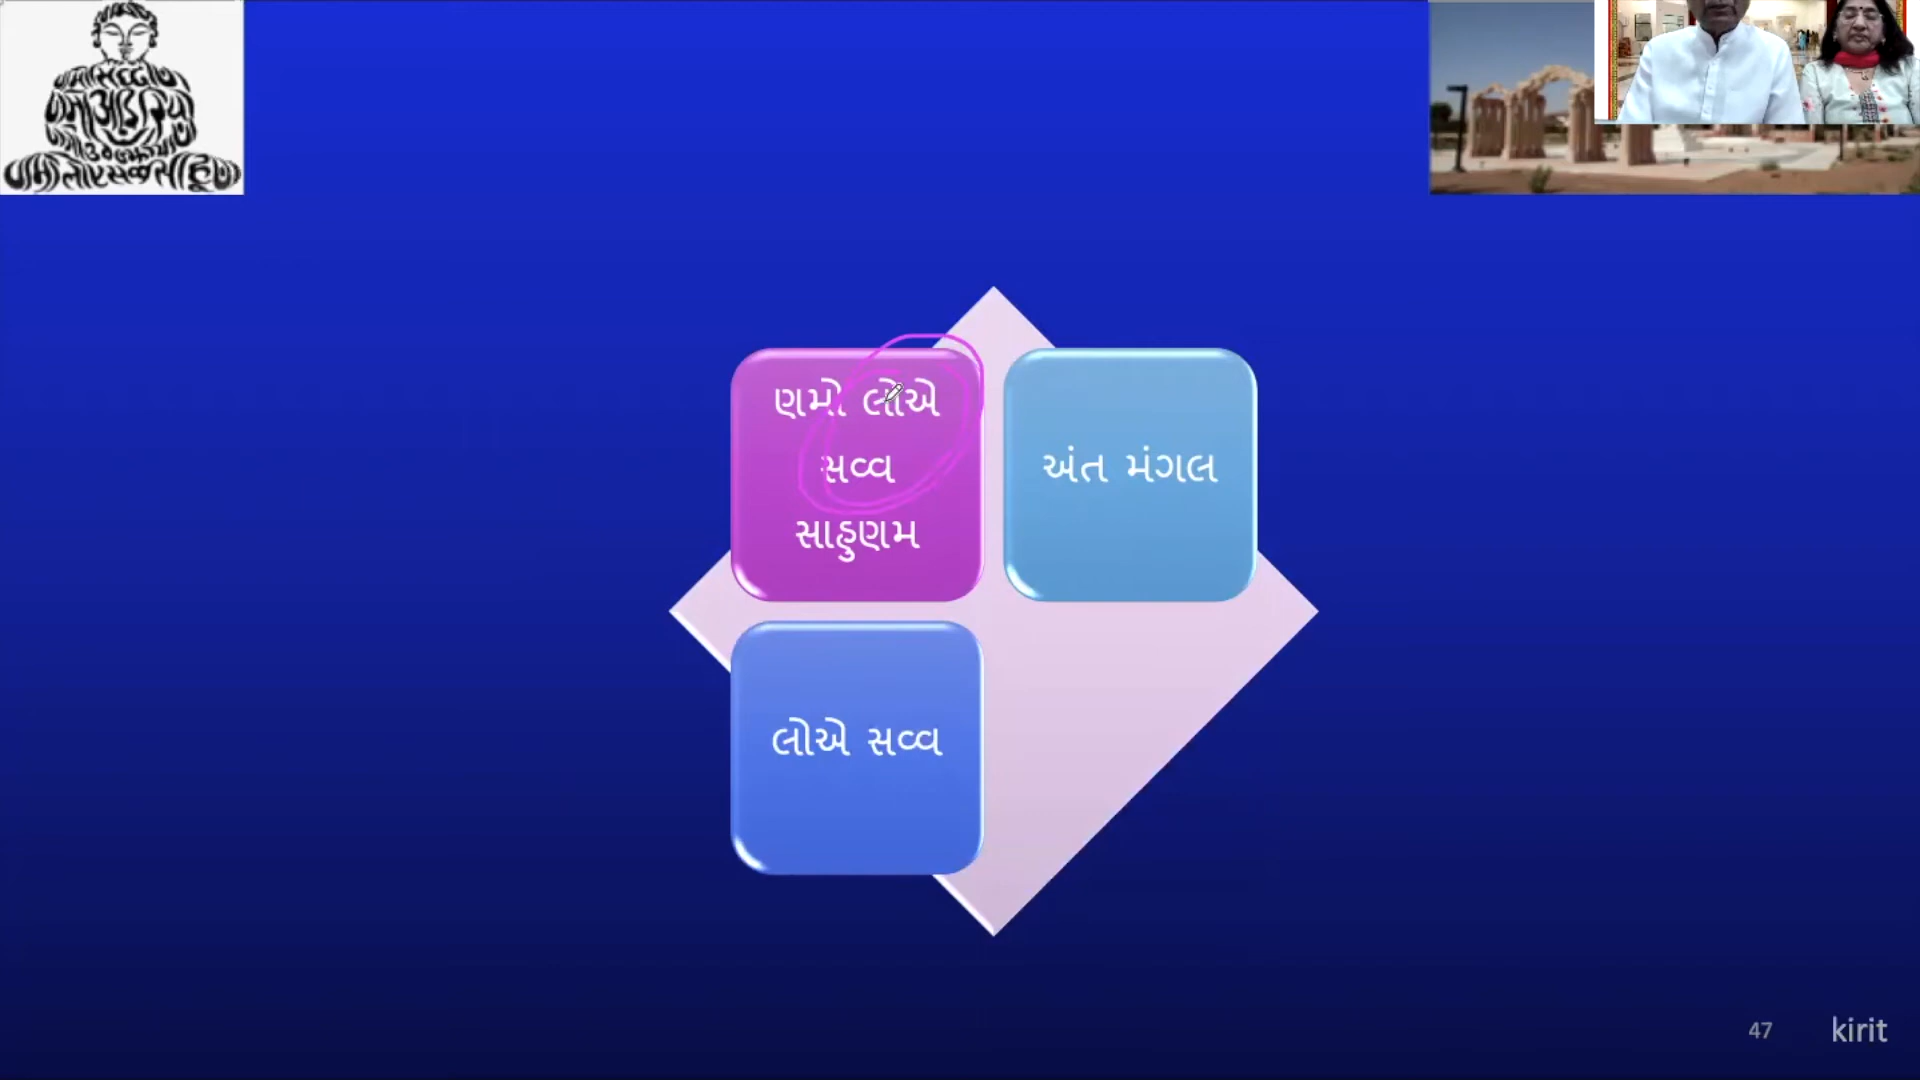 ણમો લોએ
સવ્વ
સાહુણમ
અંત મંગલ
લોએ સવ્વ
47
kirit